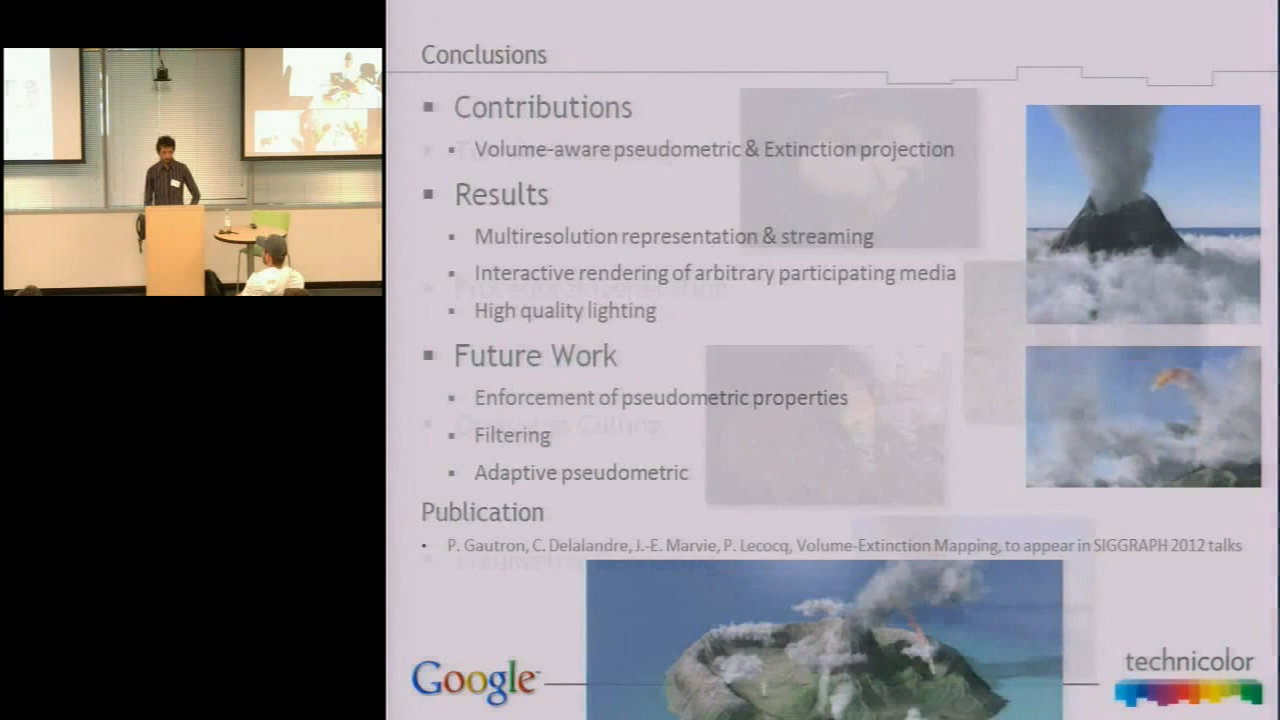 Conclusions
Contributions
Volume-aware pseudometric & Extinction projection
Results
Multiresolution representation & streaming
Interactive rendering of arbitrary participating media
High quality lighting
Future Work
Enforcement of pseudometric properties
Filtering
Adaptive pseudometric
Publication
P. Gautron, C. Delalandre, J.-E. Marvie, P. Lecocq, Volume-Extinction Mapping, to appear in SIGGRAPH 2012 talks
Google
technicolor